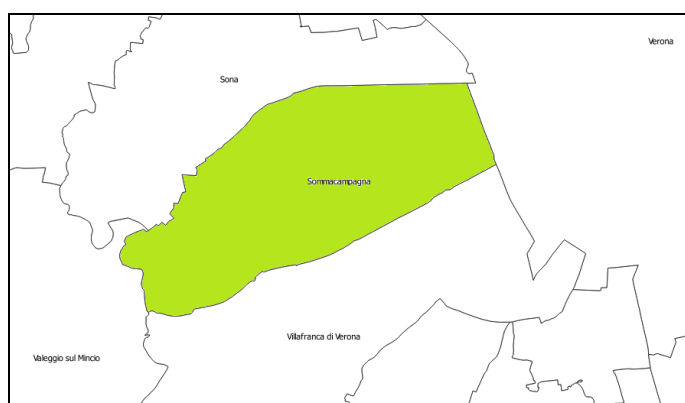 Verona
Sona
Sommacampagna
Villafranca di Verona
Valeggio sul Mincio